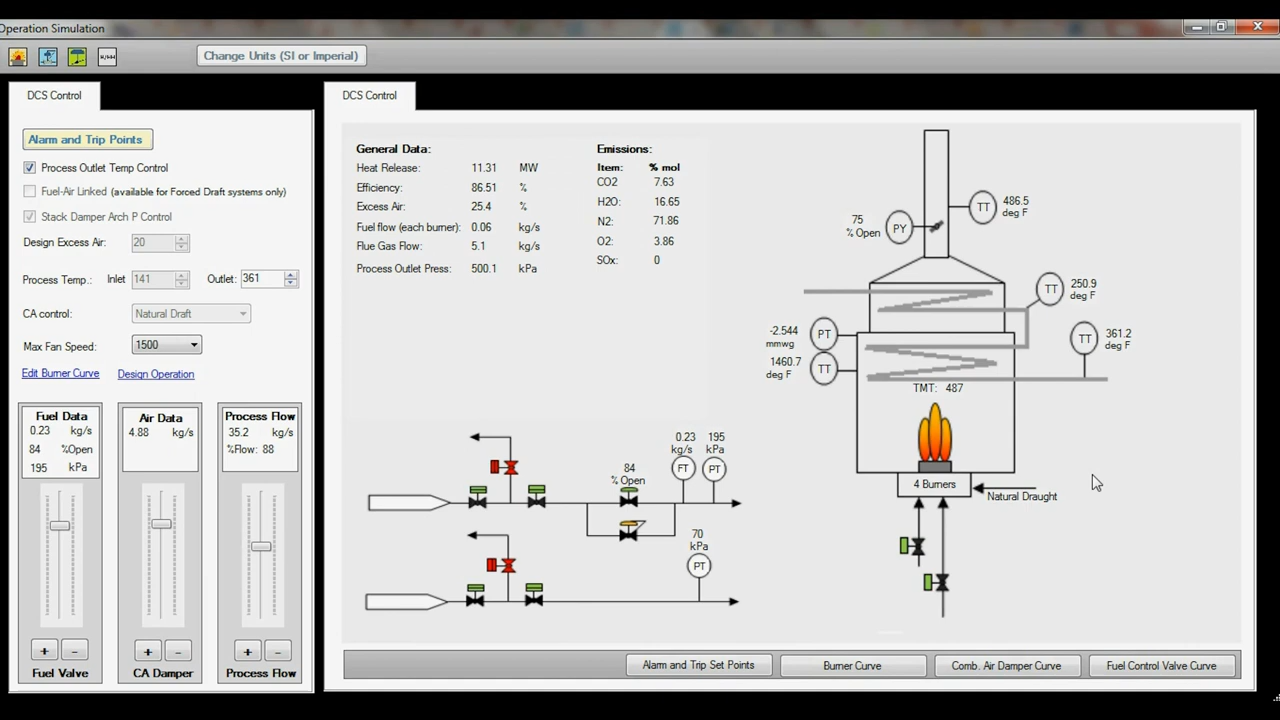 Operation Simulation
Change Units (SI or Imperial)
DCS Control
Alarm and Trip Points
Process Outlet Temp Control
Fuel-Air Linked (available for Forced Draft systems only)
Stack Damper Arch P Control
Design Excess Air: 20
Process Temp.: Inlet 141 Outlet: 361
CA control: Natural Draft
Max Fan Speed: 1500
Edit Burner Curve Design Operation
Fuel Data
0.23 kg/s
84 %Open
195 kPa
+ -
Fuel Valve
Air Data
4.88 kg/s
+ -
CA Damper
Process Flow
35.2 kg/s
%Flow: 88
+ -
Process Flow
DCS Control
General Data:
Heat Release: 11.31 MW
Efficiency: 86.51 %
Excess Air: 25.4 %
Fuel flow (each burner): 0.06 kg/s
Flue Gas Flow: 5.1 kg/s
Process Outlet Press: 500.1 kPa
Emissions:
Item: % mol
CO2 7.63
H2O: 16.65
N2: 71.86
O2: 3.86
SOx: 0
75
% Open
PY
TT
486.5
deg F
TT
250.9
deg F
-2.544
mmwg
PT
1460.7
deg F
TT
TT
361.2
deg F
TMT: 487
4 Burners
Natural Draught
84
% Open
0.23
kg/s
FT
195
kPa
PT
70
kPa
PT
Alarm and Trip Set Points
Burner Curve
Comb. Air Damper Curve
Fuel Control Valve Curve